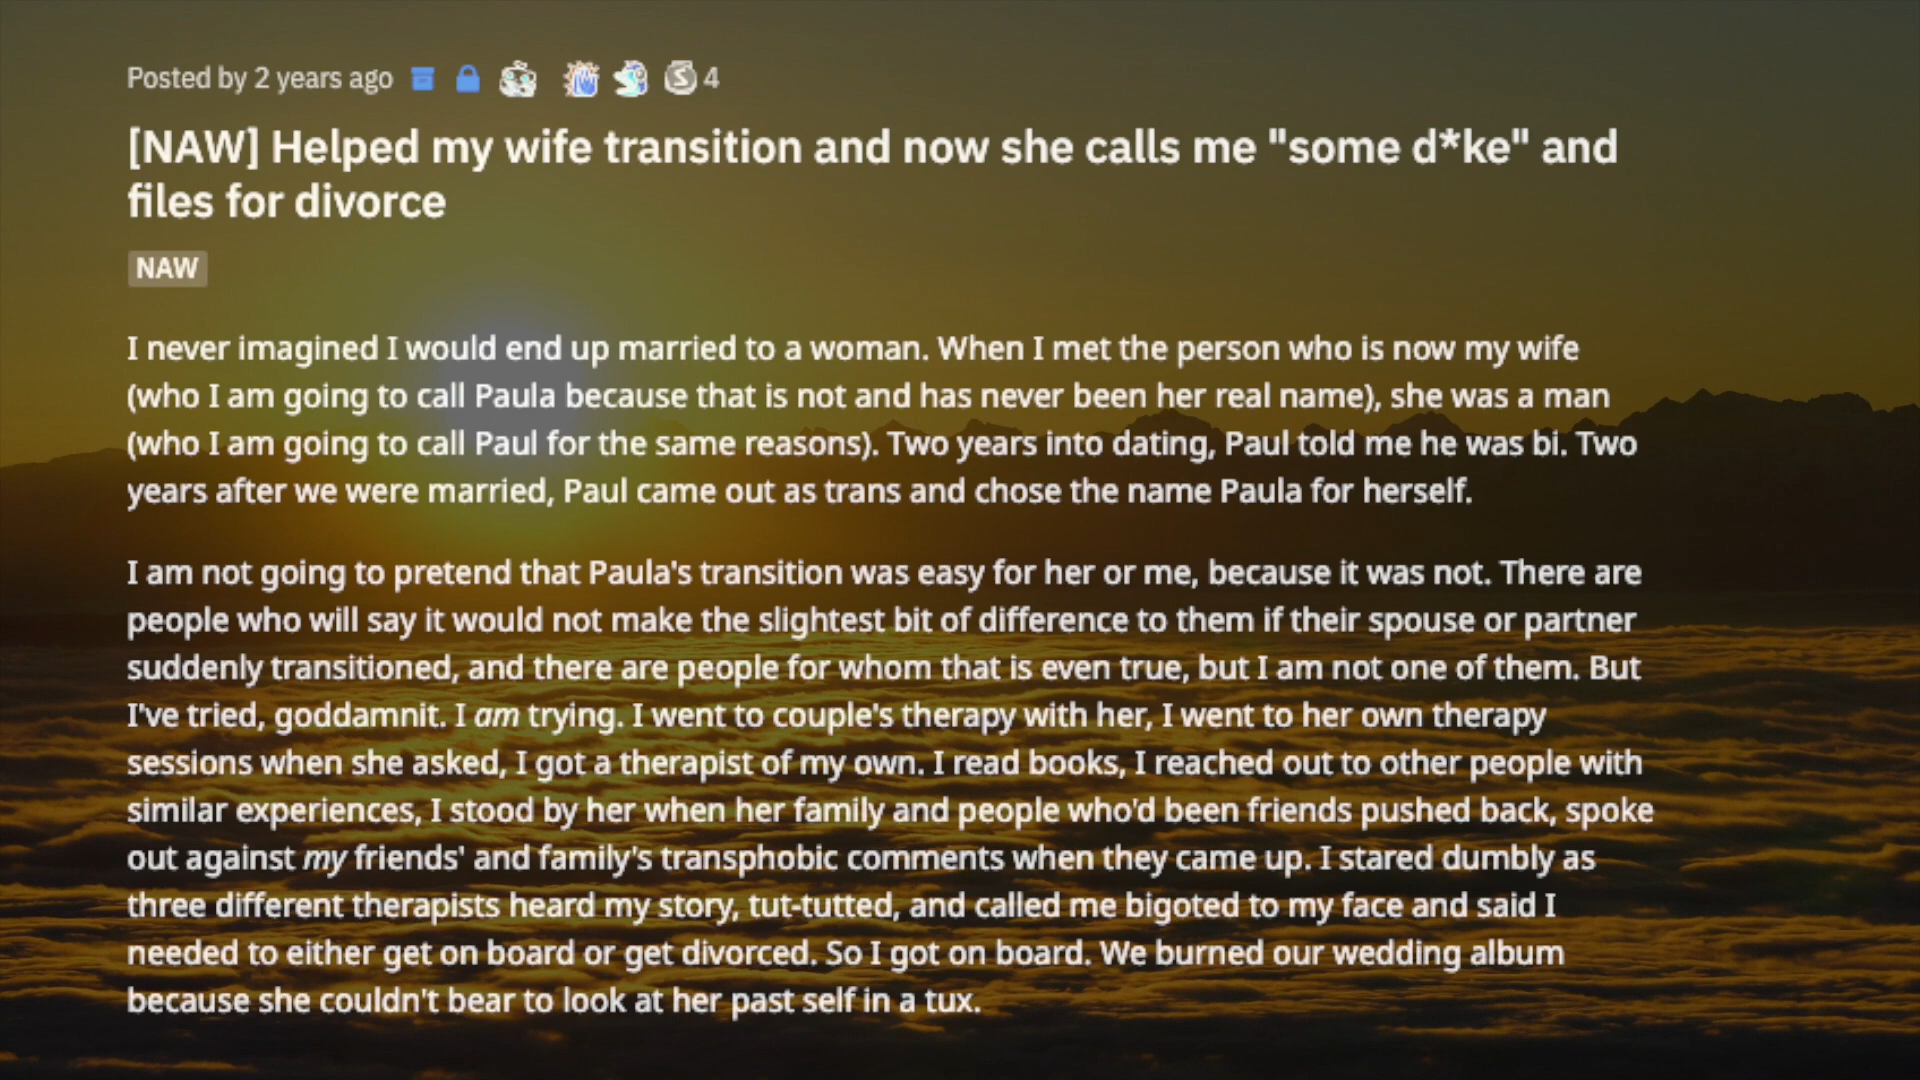 Posted by 2 years ago 4
[NAW] Helped my wife transition and now she calls me "some d*ke" and
files for divorce
NAW
I never imagined I would end up married to a woman. When I met the person who is now my wife
(who I am going to call Paula because that is not and has never been her real name), she was a man
(who I am going to call Paul for the same reasons). Two years into dating, Paul told me he was bi. Two
years after we were married, Paul came out as trans and chose the name Paula for herself.
I am not going to pretend that Paula's transition was easy for her or me, because it was not. There are
people who will say it would not make the slightest bit of difference to them if their spouse or partner
suddenly transitioned, and there are people for whom that is even true, but I am not one of them. But
I've tried, goddamnit. I am trying. I went to couple's therapy with her, I went to her own therapy
sessions when she asked, I got a therapist of my own. I read books, I reached out to other people with
similar experiences, I stood by her when her family and people who'd been friends pushed back, spoke
out against my friends' and family's transphobic comments when they came up. I stared dumbly as
three different therapists heard my story, tut-tutted, and called me bigoted to my face and said I
needed to either get on board or get divorced. So I got on board. We burned our wedding album
because she couldn't bear to look at her past self in a tux.